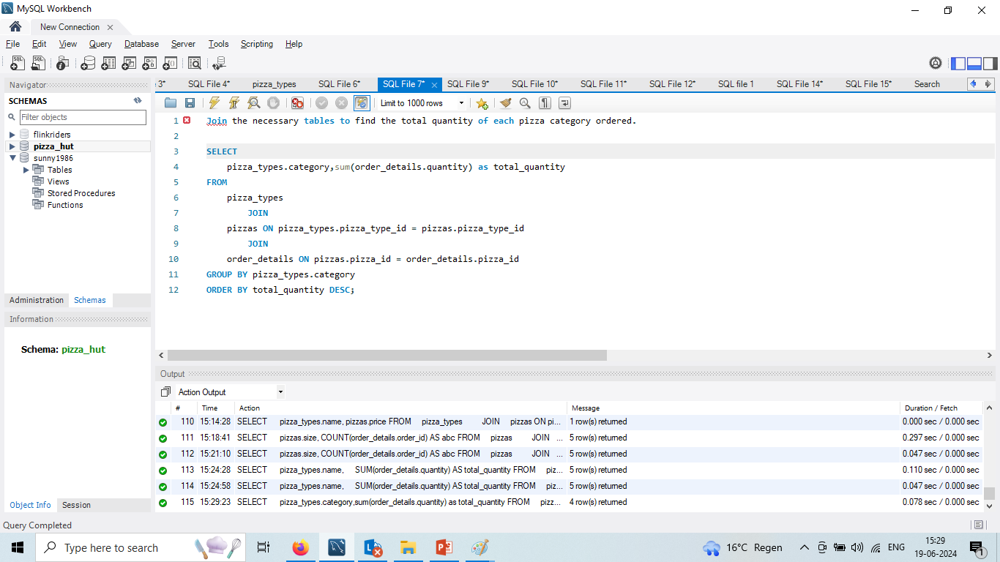 MySQL Workbench
New Connection
File Edit View Query Database Server Tools Scripting Help
Navigator
SCHEMAS
Filter objects
flinkriders
pizza_hut
sunny1986
Tables
Views
Stored Procedures
Functions
Administration Schemas
Information
Schema: pizza_hut
Object Info Session
3* SQL File 4* pizza_types SQL File 6* SQL File 7* SQL File 9* SQL File 10* SQL File 11* SQL File 12* SQL file 1 SQL File 14* SQL File 15* Search
Limit to 1000 rows
1 Join the necessary tables to find the total quantity of each pizza category ordered.
2
3 SELECT
4 pizza_types.category,sum(order_details.quantity) as total_quantity
5 FROM
6 pizza_types
7 JOIN
8 pizzas ON pizza_types.pizza_type_id = pizzas.pizza_type_id
9 JOIN
10 order_details ON pizzas.pizza_id = order_details.pizza_id
11 GROUP BY pizza_types.category
12 ORDER BY total_quantity DESC;
Output
Action Output
# Time Action Message Duration / Fetch
110 15:14:28 SELECT pizza_types.name, pizzas.price FROM pizza_types JOIN pizzas ON pi... 1 row(s) returned 0.000 sec / 0.000 sec
111 15:18:41 SELECT pizzas.size, COUNT(order_details.order_id) AS abc FROM pizzas JOIN ... 5 row(s) returned 0.297 sec / 0.000 sec
112 15:21:10 SELECT pizzas.size, COUNT(order_details.order_id) AS abc FROM pizzas JOIN ... 5 row(s) returned 0.047 sec / 0.000 sec
113 15:24:28 SELECT pizza_types.name, SUM(order_details.quantity) AS total_quantity FROM piz... 5 row(s) returned 0.110 sec / 0.000 sec
114 15:24:58 SELECT pizza_types.name, SUM(order_details.quantity) AS total_quantity FROM piz... 5 row(s) returned 0.047 sec / 0.000 sec
115 15:29:23 SELECT pizza_types.category,sum(order_details.quantity) as total_quantity FROM pizz... 4 row(s) returned 0.078 sec / 0.000 sec
Query Completed
Type here to search
16°C Regen
ENG
15:29
19-06-2024
1